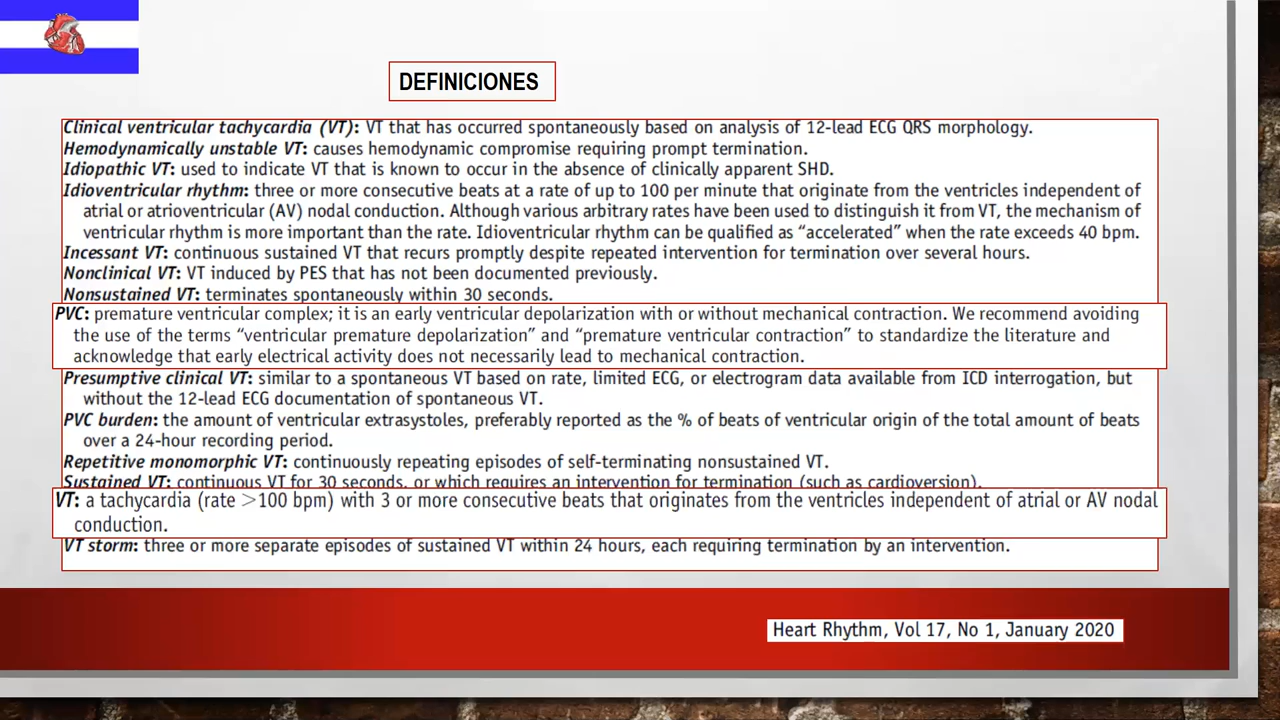 DEFINICIONES
Clinical ventricular tachycardia (VT): VT that has occurred spontaneously based on analysis of 12-lead ECG QRS morphology.
Hemodynamically unstable VT: causes hemodynamic compromise requiring prompt termination.
Idiopathic VT: used to indicate VT that is known to occur in the absence of clinically apparent SHD.
Idioventricular rhythm: three or more consecutive beats at a rate of up to 100 per minute that originate from the ventricles independent of
atrial or atrioventricular (AV) nodal conduction. Although various arbitrary rates have been used to distinguish it from VT, the mechanism of
ventricular rhythm is more important than the rate. Idioventricular rhythm can be qualified as “accelerated” when the rate exceeds 40 bpm.
Incessant VT: continuous sustained VT that recurs promptly despite repeated intervention for termination over several hours.
Nonclinical VT: VT induced by PES that has not been documented previously.
Nonsustained VT: terminates spontaneously within 30 seconds.
PVC: premature ventricular complex; it is an early ventricular depolarization with or without mechanical contraction. We recommend avoiding
the use of the terms “ventricular premature depolarization” and “premature ventricular contraction” to standardize the literature and
acknowledge that early electrical activity does not necessarily lead to mechanical contraction.
Presumptive clinical VT: similar to a spontaneous VT based on rate, limited ECG, or electrogram data available from ICD interrogation, but
without the 12-lead ECG documentation of spontaneous VT.
PVC burden: the amount of ventricular extrasystoles, preferably reported as the % of beats of ventricular origin of the total amount of beats
over a 24-hour recording period.
Repetitive monomorphic VT: continuously repeating episodes of self-terminating nonsustained VT.
Sustained VT: continuous VT for 30 seconds, or which requires an intervention for termination (such as cardioversion).
VT: a tachycardia (rate >100 bpm) with 3 or more consecutive beats that originates from the ventricles independent of atrial or AV nodal
conduction.
VT storm: three or more separate episodes of sustained VT within 24 hours, each requiring termination by an intervention.
Heart Rhythm, Vol 17, No 1, January 2020